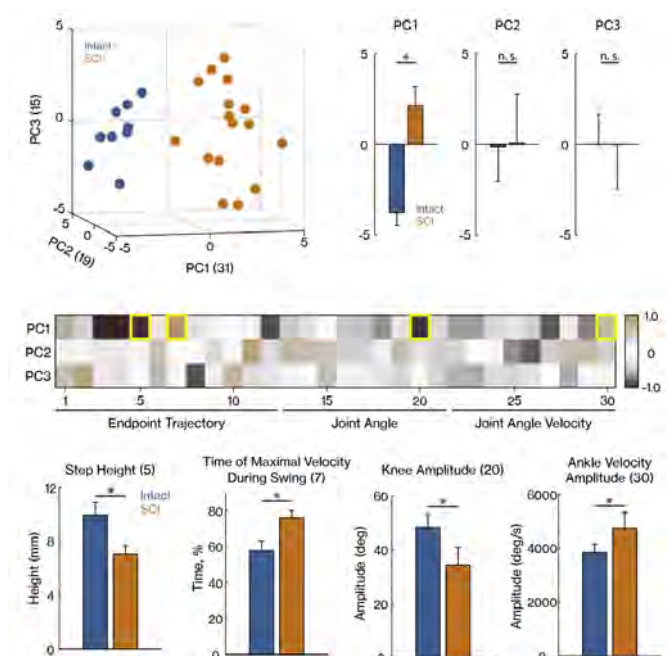 5
Intact
SCI
PC3 (15)
0
-5
5
0
-5
PC2 (19)
-5
0
5
PC1 (31)
PC1
PC2
PC3
5
5
5
*
n.s.
n.s.
0
0
0
-5
-5
-5
Intact
SCI
PC1
PC2
PC3
1
5
10
15
20
25
30
1.0
0
-10
Endpoint Trajectory
Joint Angle
Joint Angle Velocity
Step Height (5)
Intact
SCI
*
12
8
4
0
Height (mm)
Time of Maximal Velocity
During Swing (7)
*
80
60
40
20
0
Time, %
Knee Amplitude (20)
*
60
40
20
0
Amplitude (deg)
Ankle Velocity
Amplitude (30)
*
6000
4000
2000
0
Amplitude (deg/s)